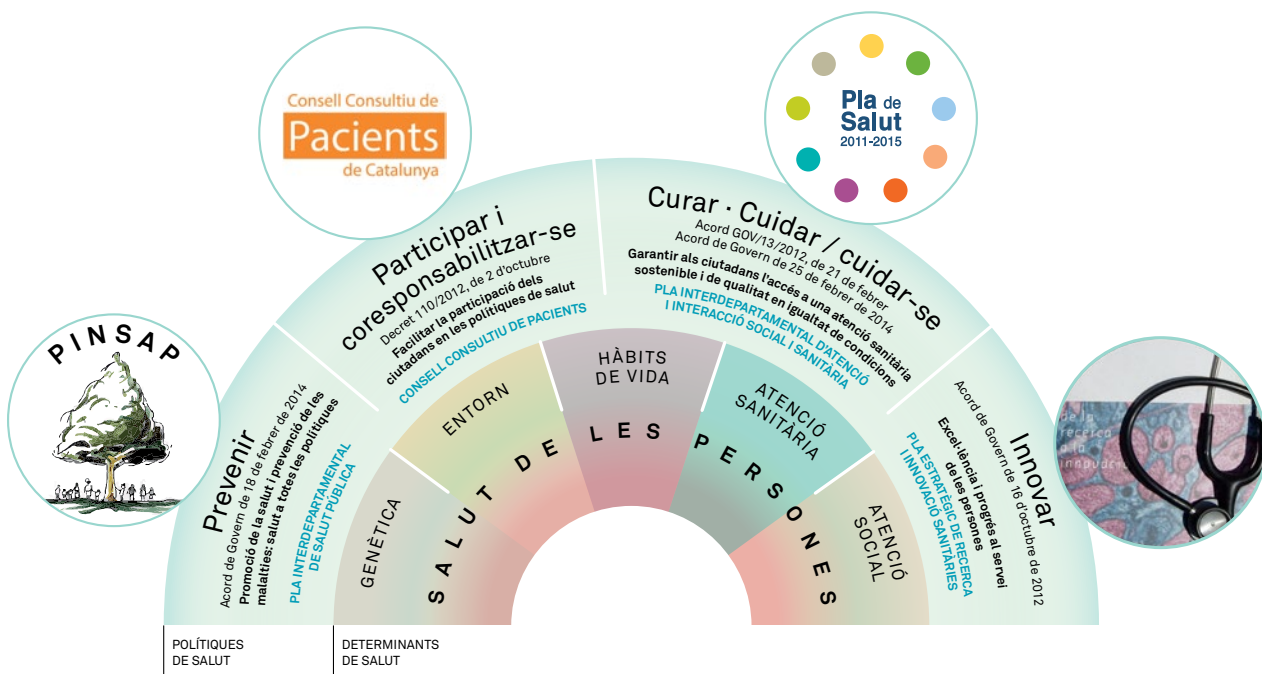 PINSAP
Consell Consultiu de
Pacients
de Catalunya
Pla de
Salut
2011-2015
Prevenir
Acord de Govern de 18 de febrer de 2014
Promoció de la salut i prevenció de les
malalties: salut a totes les polítiques
PLA INTERDEPARTAMENTAL
DE SALUT PÚBLICA
Participar i
coresponsabilitzar-se
Decret 110/2012, de 2 d'octubre
Facilitar la participació dels
ciutadans en les polítiques de salut
CONSELL CONSULTIU DE PACIENTS
Curar · Cuidar / cuidar-se
Acord GOV/13/2012, de 21 de febrer
Acord de Govern de 25 de febrer de 2014
Garantir als ciutadans l'accés a una atenció sanitària
sostenible i de qualitat en igualtat de condicions
PLA INTERDEPARTAMENTAL D'ATENCIÓ
I INTERACCIÓ SOCIAL I SANITÀRIA
Innovar
Acord de Govern de 16 d'octubre de 2012
Excel·lència i progrés al servei
de les persones
PLA ESTRATÈGIC DE RECERCA
I INNOVACIÓ SANITÀRIES
de la
recerca
a la
innovació
GENÈTICA
ENTORN
HÀBITS
DE VIDA
ATENCIÓ
SANITÀRIA
ATENCIÓ
SOCIAL
SALUT DE LES PERSONES
POLÍTIQUES
DE SALUT
DETERMINANTS
DE SALUT